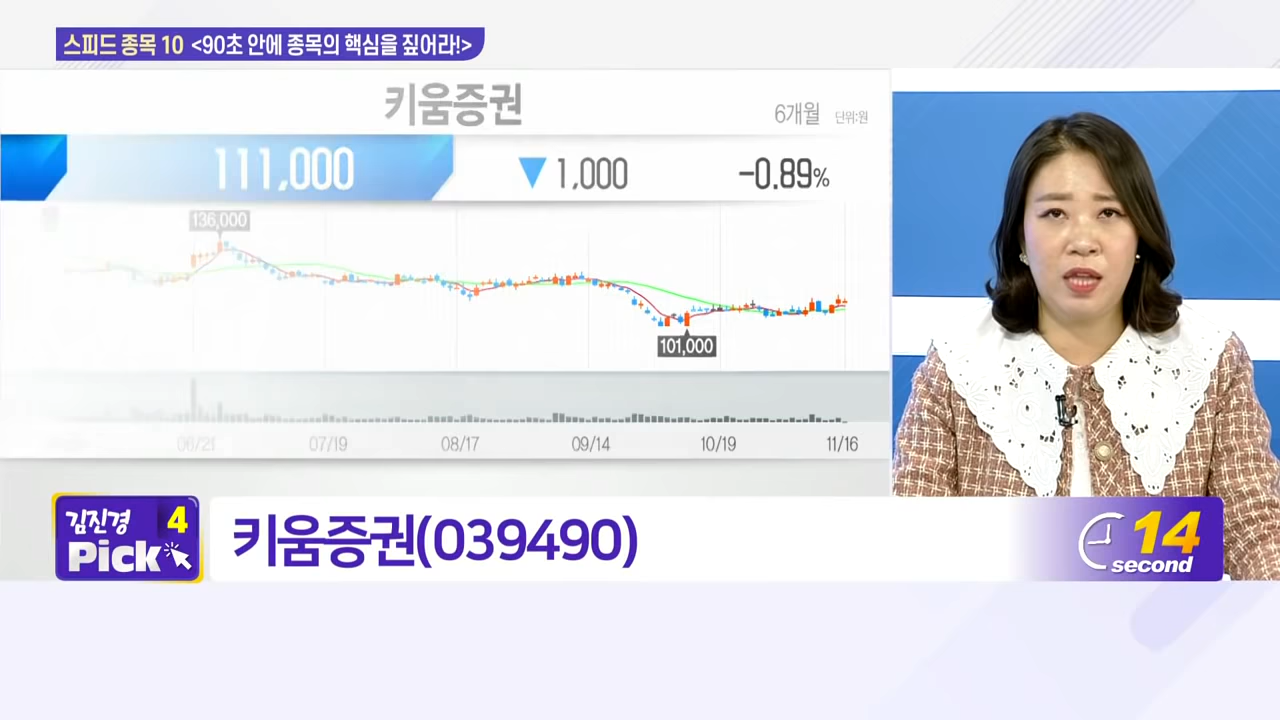 스피드 종목 10 <90초 안에 종목의 핵심을 짚어라!>
키움증권
6개월 단위:원
111,000 ▼ 1,000 -0.89%
136,000
101,000
06/21 07/19 08/17 09/14 10/19 11/16
김진경 4
Pick
키움증권(039490)
14
second